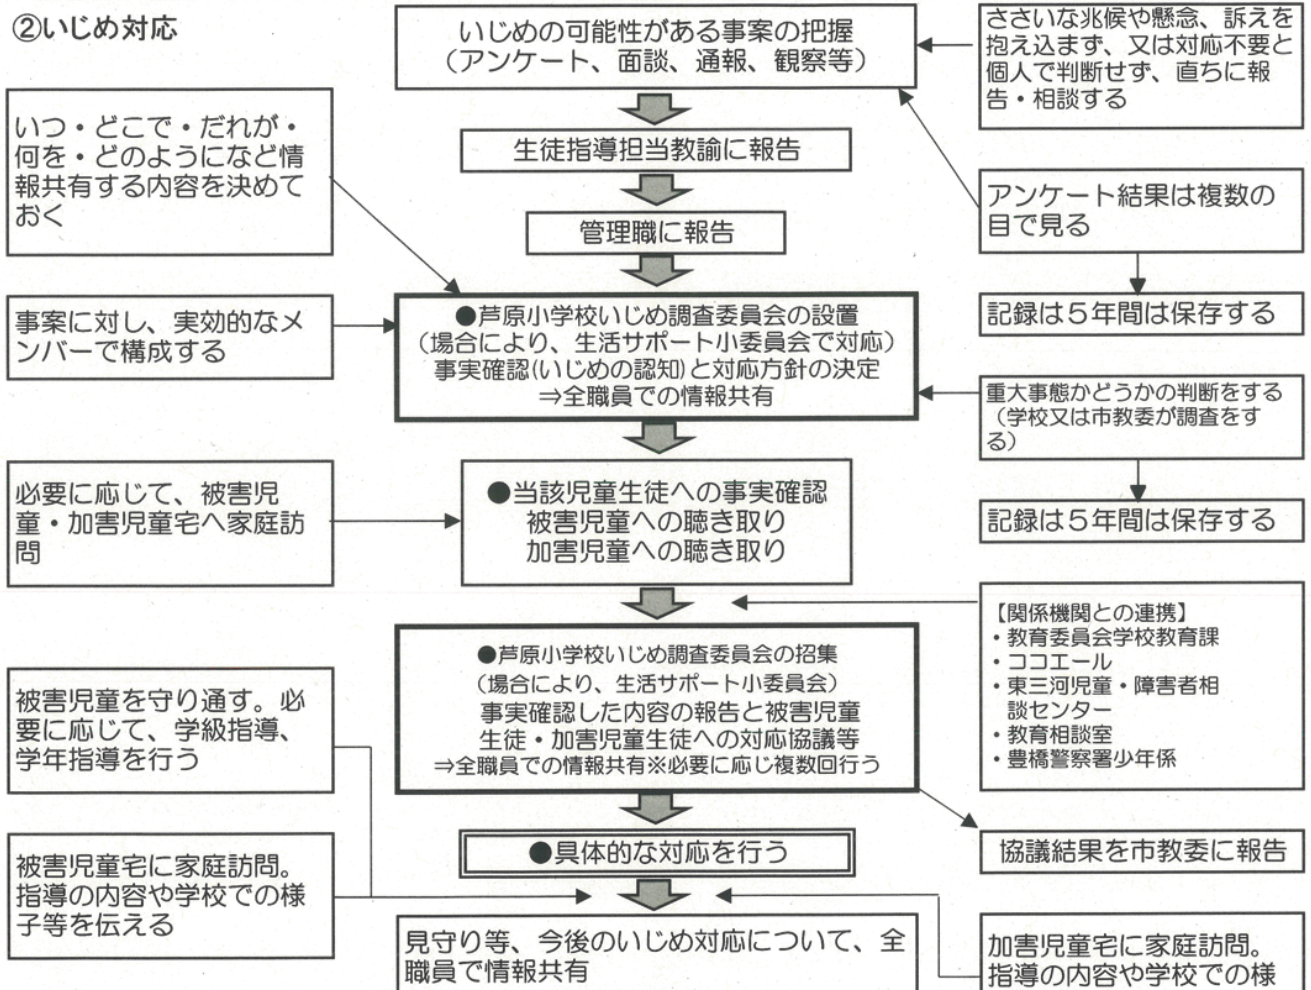 ②いじめ対応
いじめの可能性がある事案の把握
（アンケート、面談、通報、観察等）
ささいな兆候や懸念、訴えを
抱え込まず、又は対応不要と
個人で判断せず、直ちに報
告・相談する
いつ・どこで・だれが・
何を・どのようになど情
報共有する内容を決めて
おく
生徒指導担当教諭に報告
アンケート結果は複数の
目で見る
管理職に報告
記録は５年間は保存する
事案に対し、実効的なメ
ンバーで構成する
●芦原小学校いじめ調査委員会の設置
（場合により、生活サポート小委員会で対応）
事実確認(いじめの認知)と対応方針の決定
⇒全職員での情報共有
重大事態かどうかの判断をする
（学校又は市教委が調査をす
る）
必要に応じて、被害児
童・加害児童宅へ家庭訪
問
●当該児童生徒への事実確認
被害児童への聴き取り
加害児童への聴き取り
記録は５年間は保存する
【関係機関との連携】
・教育委員会学校教育課
・ココエール
・東三河児童・障害者相
談センター
・教育相談室
・豊橋警察署少年係
●芦原小学校いじめ調査委員会の招集
（場合により、生活サポート小委員会）
事実確認した内容の報告と被害児童
生徒・加害児童生徒への対応協議等
⇒全職員での情報共有※必要に応じ複数回行う
被害児童を守り通す。必
要に応じて、学級指導、
学年指導を行う
協議結果を市教委に報告
●具体的な対応を行う
被害児童宅に家庭訪問。
指導の内容や学校での様
子等を伝える
見守り等、今後のいじめ対応について、全
職員で情報共有
加害児童宅に家庭訪問。
指導の内容や学校での様